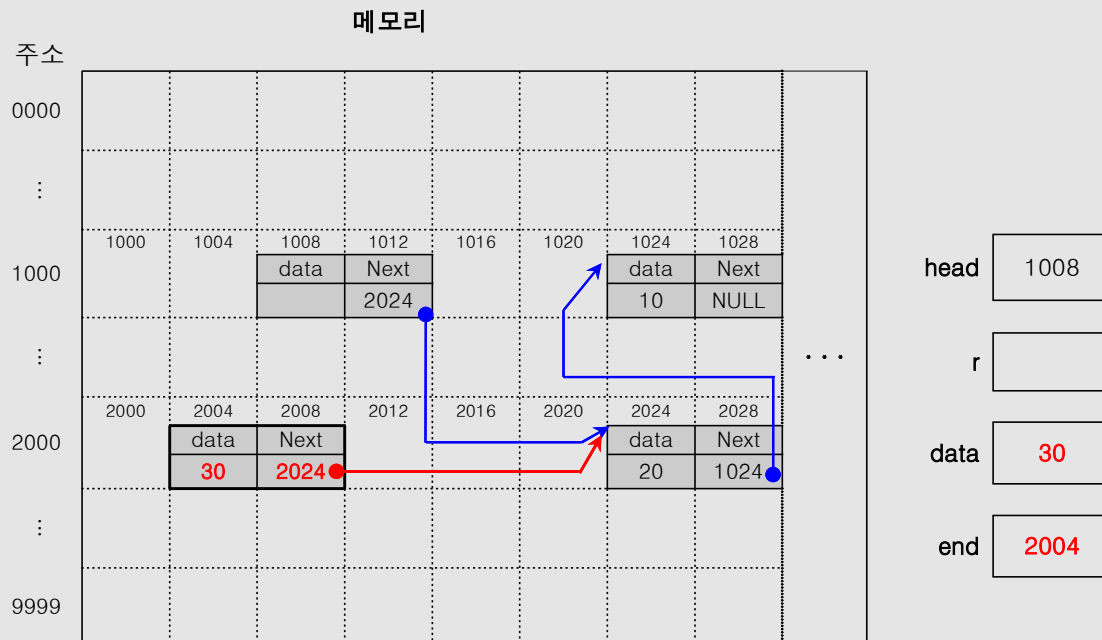 메모리
주소
0000
⋮
1000 1004 1008 1012 1016 1020 1024 1028
1000 data Next data Next
2024 10 NULL
head 1008
⋮
. . .
r
2000 2004 2008 2012 2016 2020 2024 2028
2000 data Next data Next
30 2024 20 1024
data 30
⋮
end 2004
9999